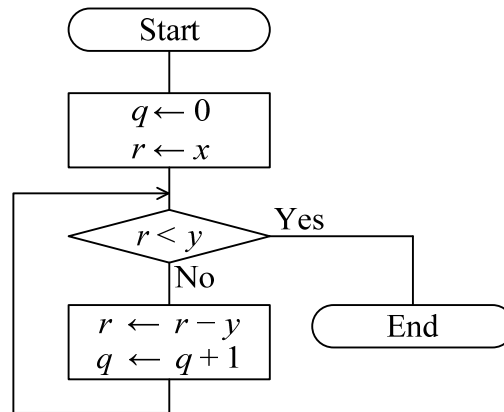 Start
q ← 0
r ← x
r < y
Yes
No
r ← r − y
q ← q + 1
End